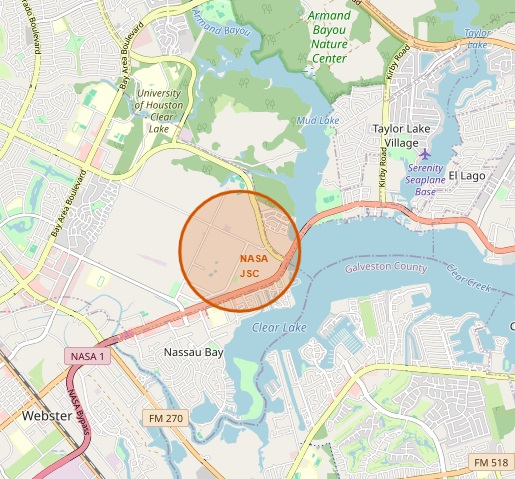 Armand Bayou
Taylor
Lake
Armand
Bayou
Nature
Center
Kirby Road
Bay Area Boulevard
University
of Houston
Clear
Lake
Mud Lake
Taylor Lake
Village
Serenity
Seaplane
Base
El Lago
Kirby Road
Bay Area Boulevard
NASA
JSC
Galveston County
Clear Creek
Clear Lake
Nassau Bay
NASA 1
NASA Bypass
Webster
FM 270
FM 518